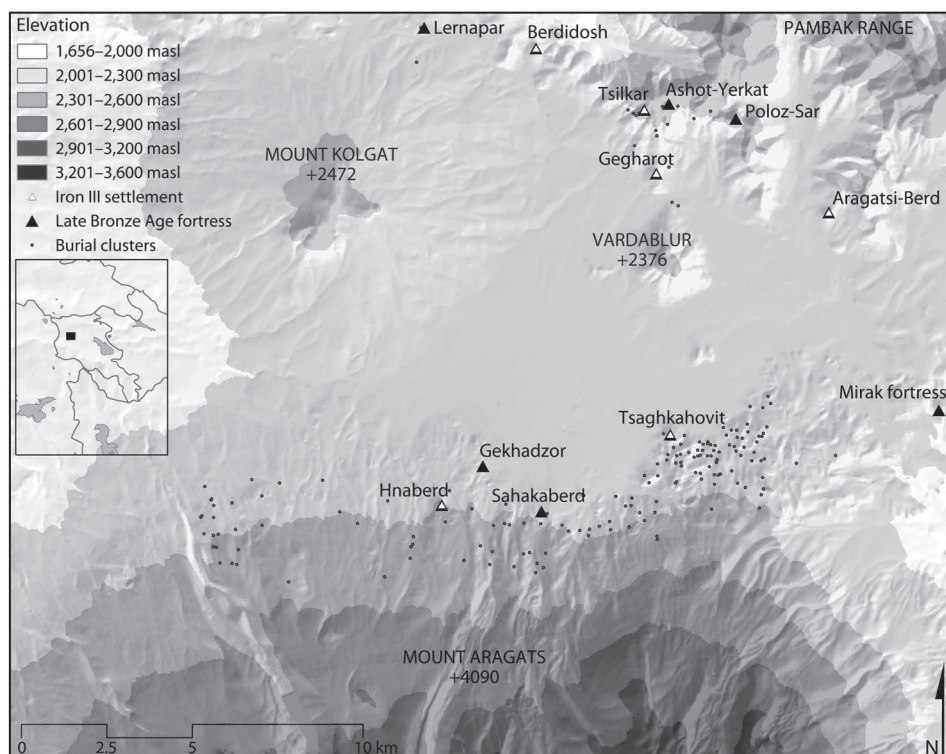 Elevation
1,656–2,000 masl
2,001–2,300 masl
2,301–2,600 masl
2,601–2,900 masl
2,901–3,200 masl
3,201–3,600 masl
Iron III settlement
Late Bronze Age fortress
Burial clusters
Lernapar
Berdidosh
PAMBAK RANGE
Tsilkar
Ashot-Yerkat
Poloz-Sar
MOUNT KOLGAT
+2472
Gegharot
Aragatsi-Berd
VARDABLUR
+2376
Mirak fortress
Tsaghkahovit
Gekhadzor
Hnaberd
Sahakaberd
MOUNT ARAGATS
+4090
0 2.5 5 10 km
N